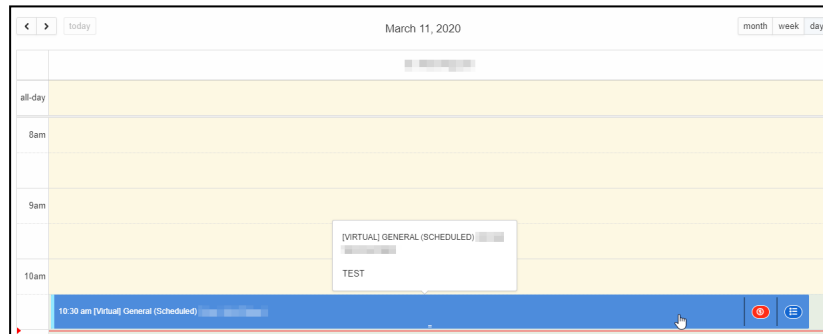 today
March 11, 2020
month week day
all-day
8am
9am
[VIRTUAL] GENERAL (SCHEDULED)
TEST
10am
10:30 am [Virtual] General (Scheduled)